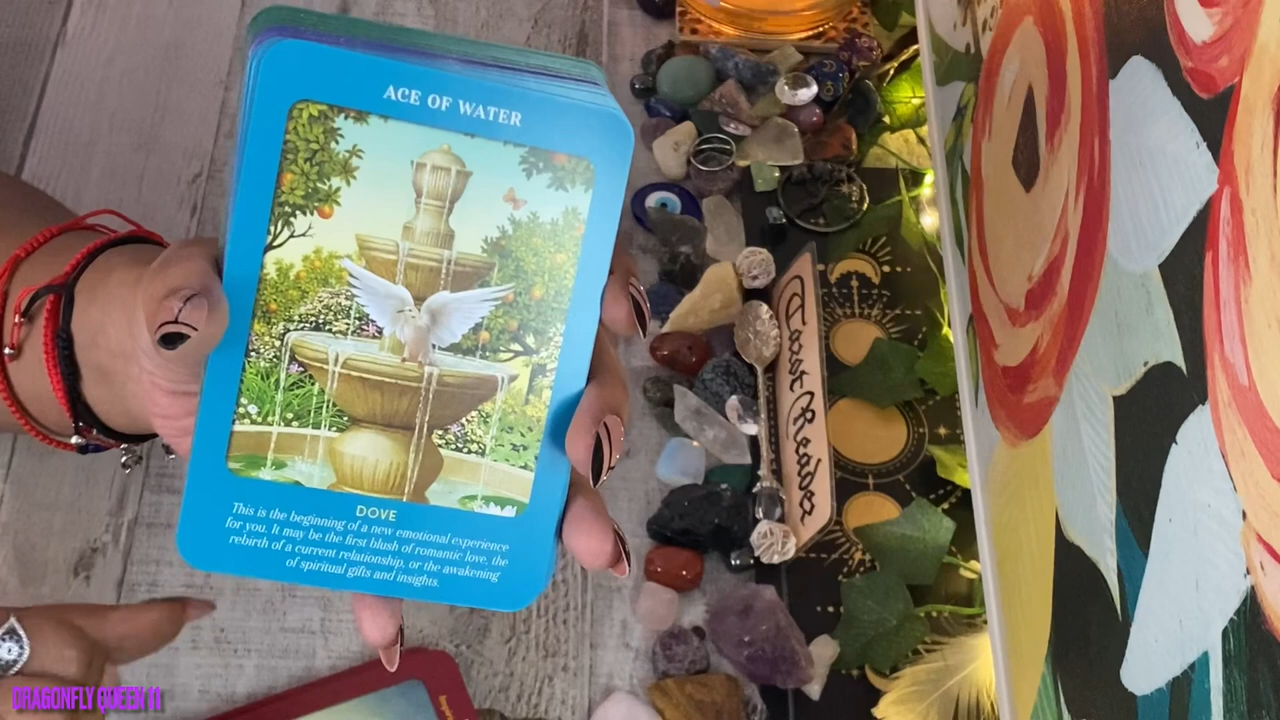 ACE OF WATER
DOVE
This is the beginning of a new emotional experience
for you. It may be the first blush of romantic love, the
rebirth of a current relationship, or the awakening
of spiritual gifts and insights.
Tarot Reader
DRAGONFLY QUEEN 11